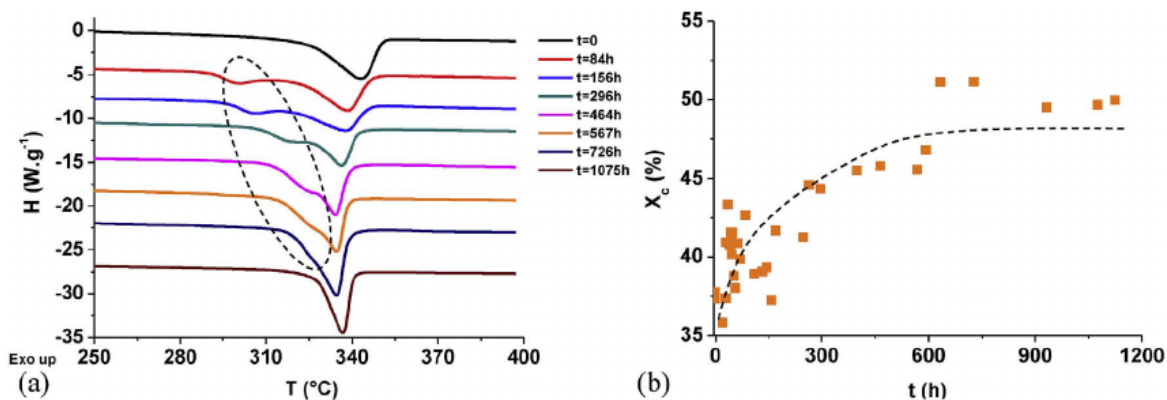 0
-5
-10
-15
-20
-25
-30
-35
H (W.g⁻¹)
Exo up
250 280 310 340 370 400
T (°C)
(a)
t=0
t=84h
t=156h
t=296h
t=464h
t=567h
t=726h
t=1075h
55
50
45
40
35
X_c (%)
0 300 600 900 1200
t (h)
(b)